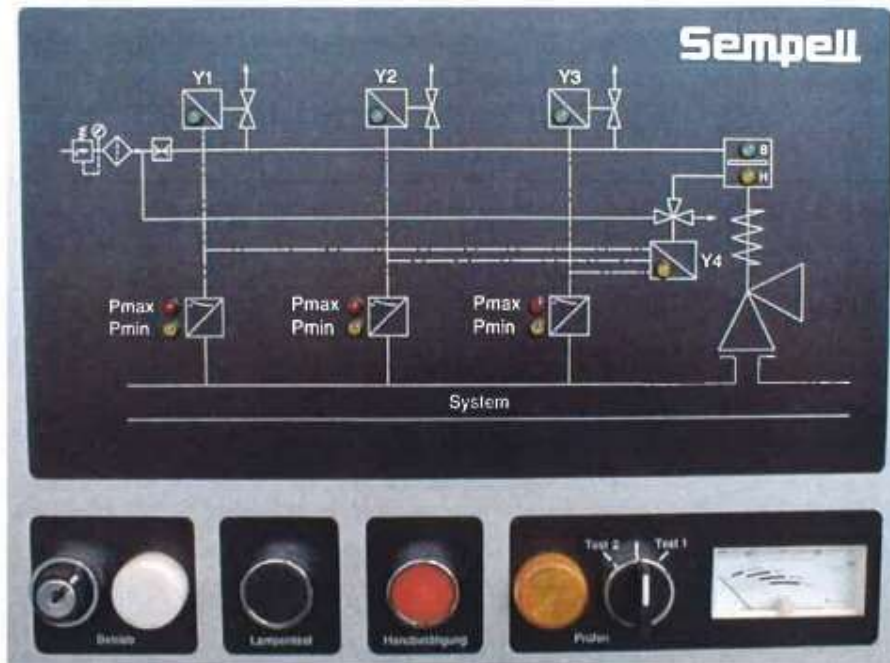 Sempell
Y1 Y2 Y3
B
H
Y4
Pmax Pmax Pmax
Pmin Pmin Pmin
System
Test 2 Test 1
Betrieb Lampentest Handbetätigung Prüfen